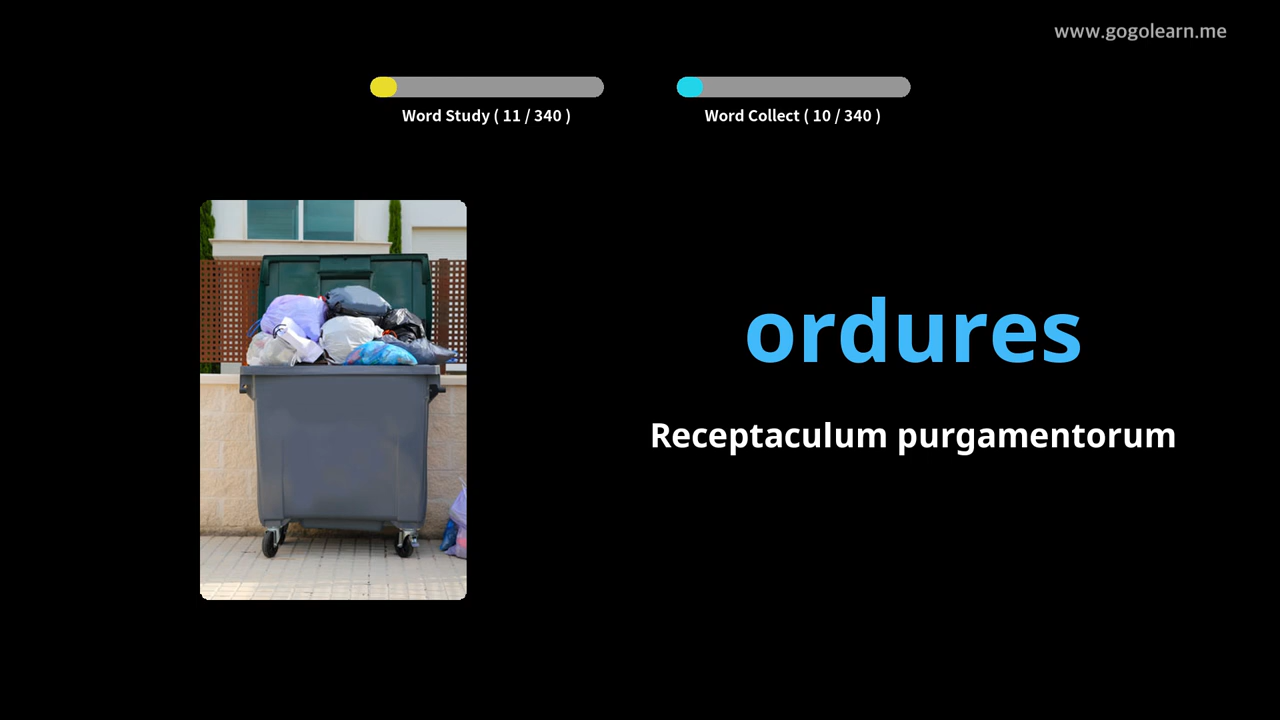 www.gogolearn.me
Word Study ( 11 / 340 )
Word Collect ( 10 / 340 )
ordures
Receptaculum purgamentorum